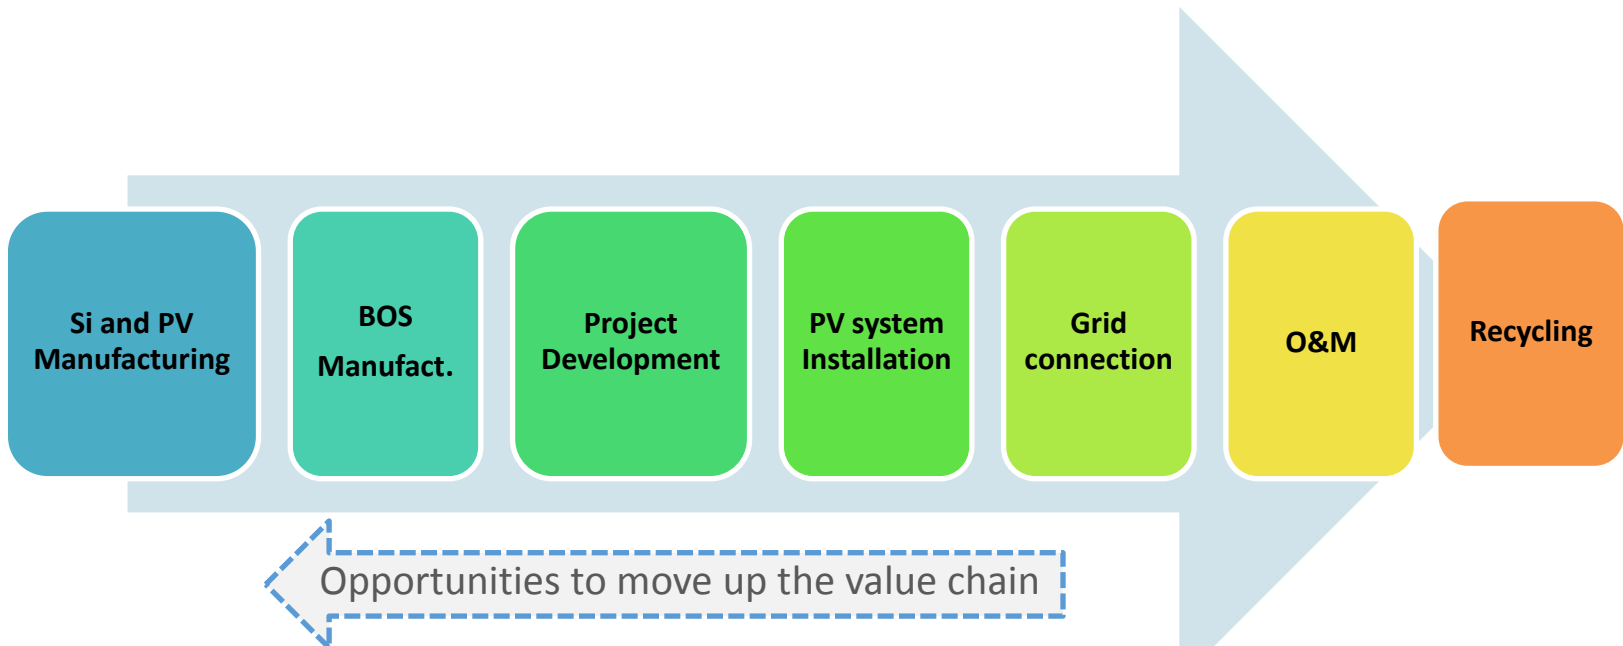 Si and PV
Manufacturing
BOS
Manufact.
Project
Development
PV system
Installation
Grid
connection
O&M
Recycling
Opportunities to move up the value chain